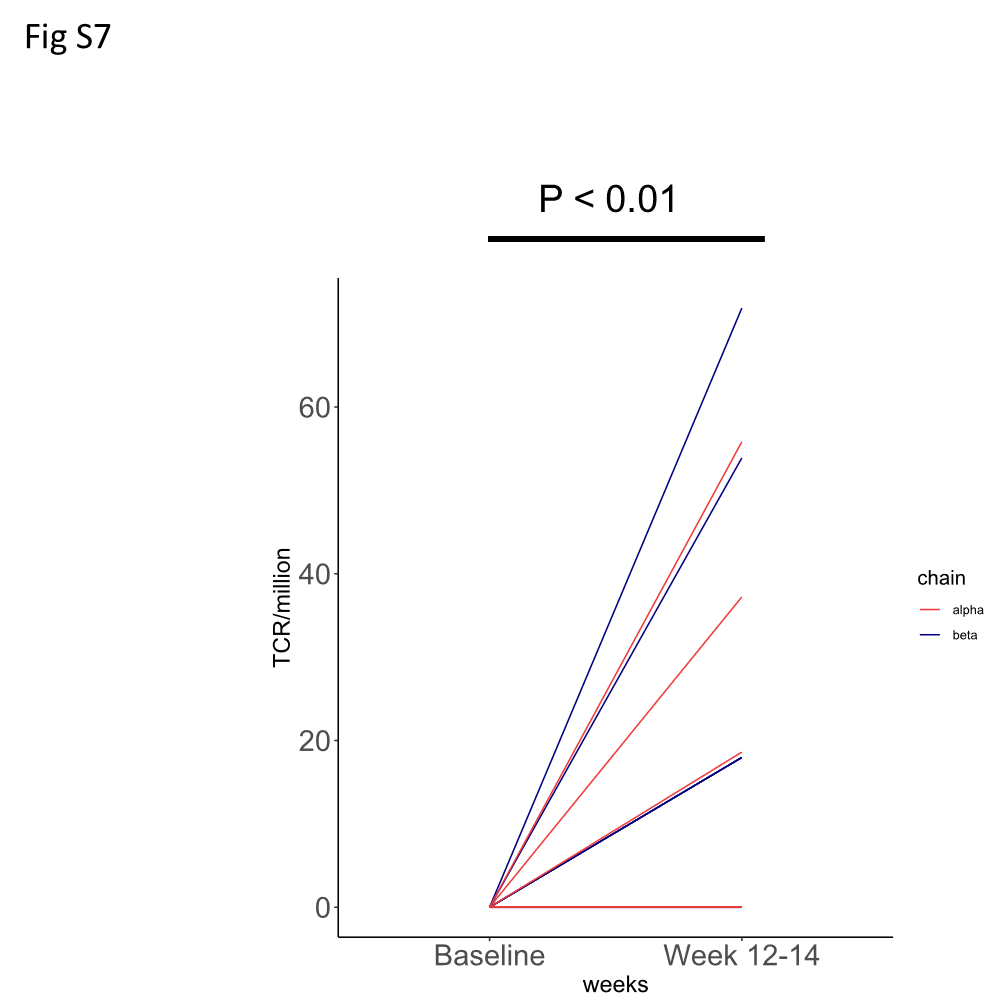 Fig S7
P < 0.01
60
40
20
0
TCR/million
Baseline
Week 12-14
weeks
chain
alpha
beta